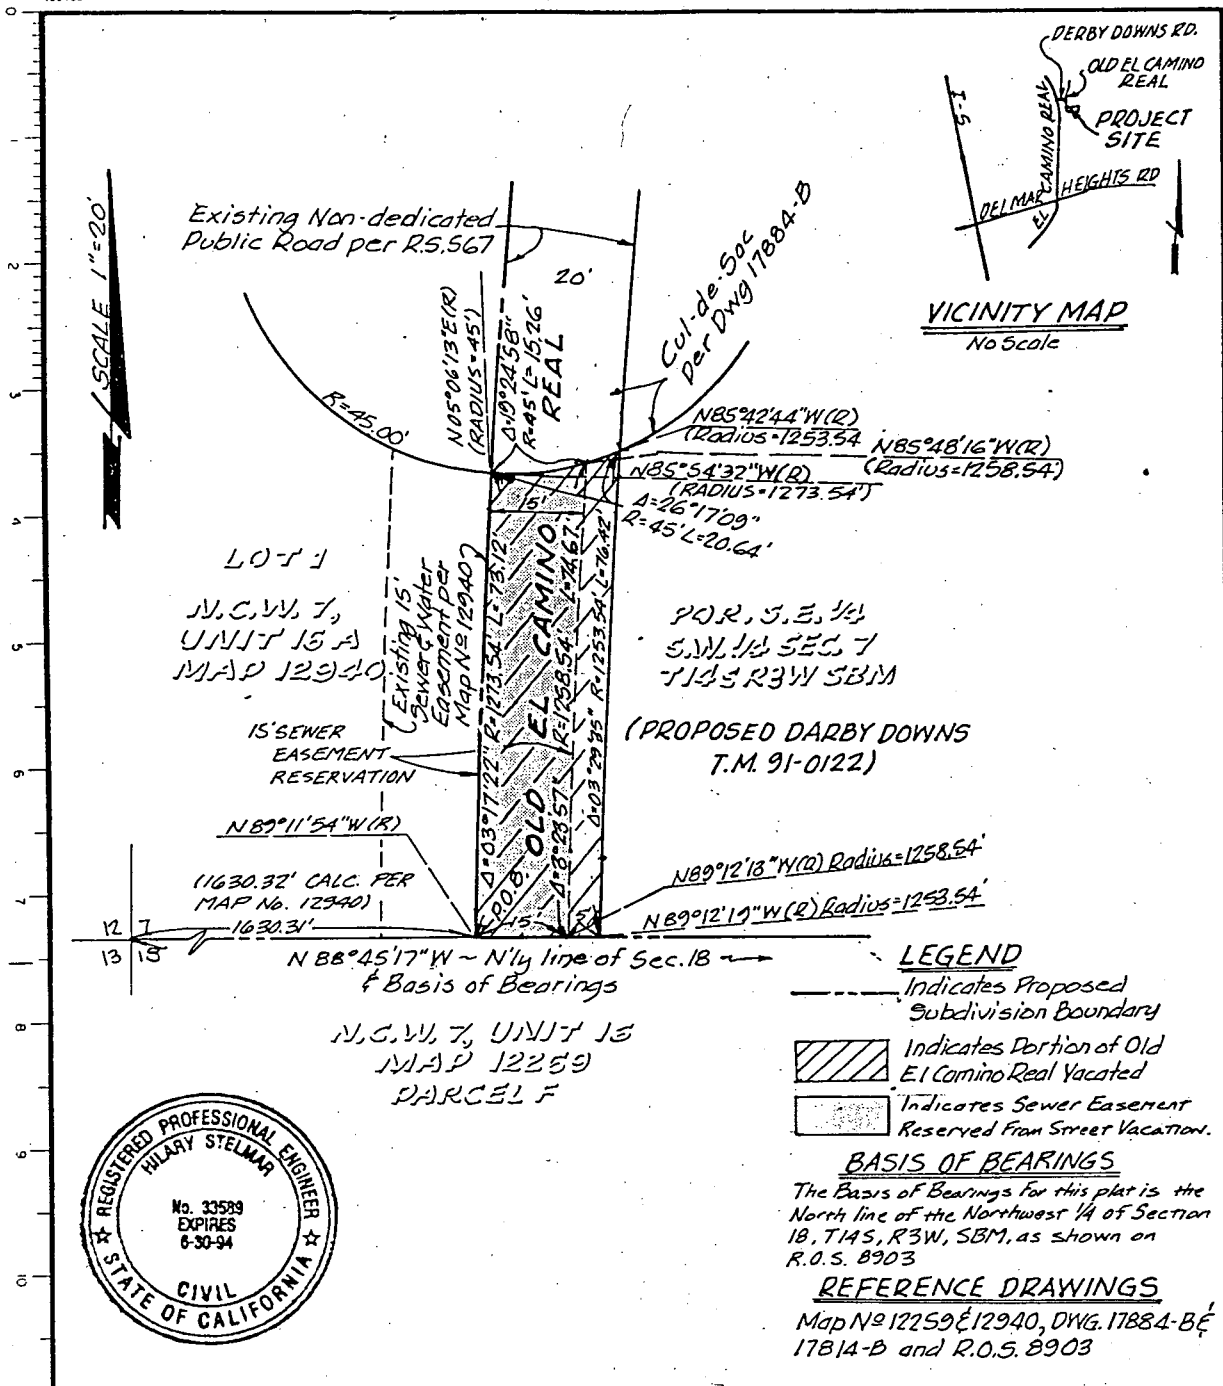 SCALE 1"=20'
Existing Non-dedicated
Public Road per R.S.567
20'
Cul-de-Sac
Per Dwg 17884-B
DERBY DOWNS RD.
OLD EL CAMINO
REAL
PROJECT
SITE
I-5
EL CAMINO REAL
DEL MAR HEIGHTS RD
VICINITY MAP
No Scale
R=45.00'
N05°06'13"E(R)
(RADIUS=45')
Δ=19°24'58"
R=45' L=15.26'
OLD EL CAMINO REAL
N85°42'44"W(R)
(Radius=1253.54
N85°48'16"W(R)
(Radius=1258.54')
N85°54'32"W(R)
(RADIUS=1273.54')
Δ=26°17'09"
R=45' L=20.64'
15'
LOT 1
N.C.W. 7,
UNIT 15 A
MAP 12940
Existing 15'
Sewer & Water
Easement per
Map Nº 12940
Δ=03°17'22" R=1273.54' L=73.12'
Δ=3°23'57" R=1258.54' L=74.67'
Δ=03°29'35" R=1253.54' L=76.42'
POR. S.E. 1/4
S.W. 1/4 SEC. 7
T14S R3W SBM
(PROPOSED DARBY DOWNS
T.M. 91-0122)
15' SEWER
EASEMENT
RESERVATION
N89°11'54"W(R)
P.O.B.
(1630.32' CALC. PER
MAP No. 12940)
1630.31'
15'
5'
N89°12'13"W(R) Radius=1258.54'
N89°12'19"W(R) Radius=1253.54'
12 7
13 18
N 88°45'17"W ~ N'ly line of Sec.18
& Basis of Bearings
N.C.W. 7, UNIT 15
MAP 12259
PARCEL F
LEGEND
Indicates Proposed
Subdivision Boundary
Indicates Portion of Old
El Camino Real Vacated
Indicates Sewer Easement
Reserved From Street Vacation.
BASIS OF BEARINGS
The Basis of Bearings for this plat is the
North line of the Northwest 1/4 of Section
18, T14S, R3W, SBM, as shown on
R.O.S. 8903
REFERENCE DRAWINGS
Map Nº 12259 & 12940, DWG. 17884-B &
17814-B and R.O.S. 8903
REGISTERED PROFESSIONAL ENGINEER
HILARY STELMAR
No. 33589
EXPIRES
6-30-94
CIVIL
STATE OF CALIFORNIA
0
1
2
3
4
5
6
7
8
9
10